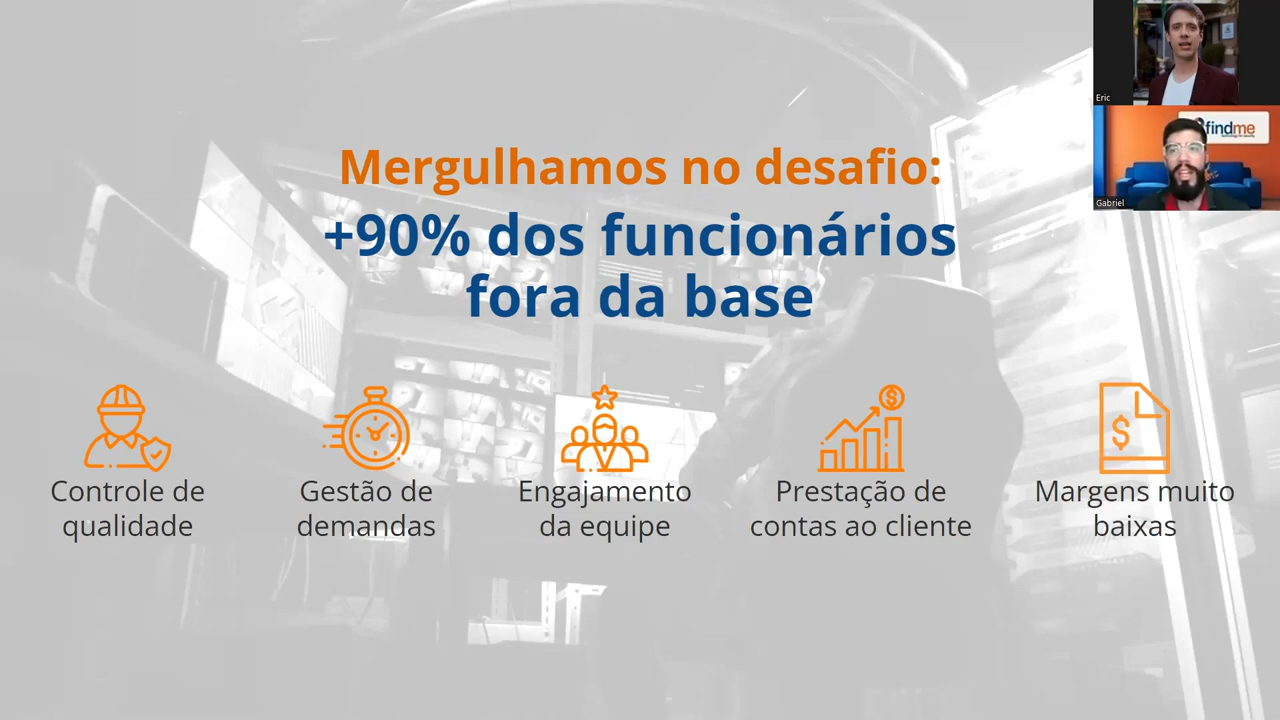 Mergulhamos no desafio:
+90% dos funcionários
fora da base
Controle de
qualidade
Gestão de
demandas
Engajamento
da equipe
Prestação de
contas ao cliente
Margens muito
baixas
Eric
findme
Gabriel